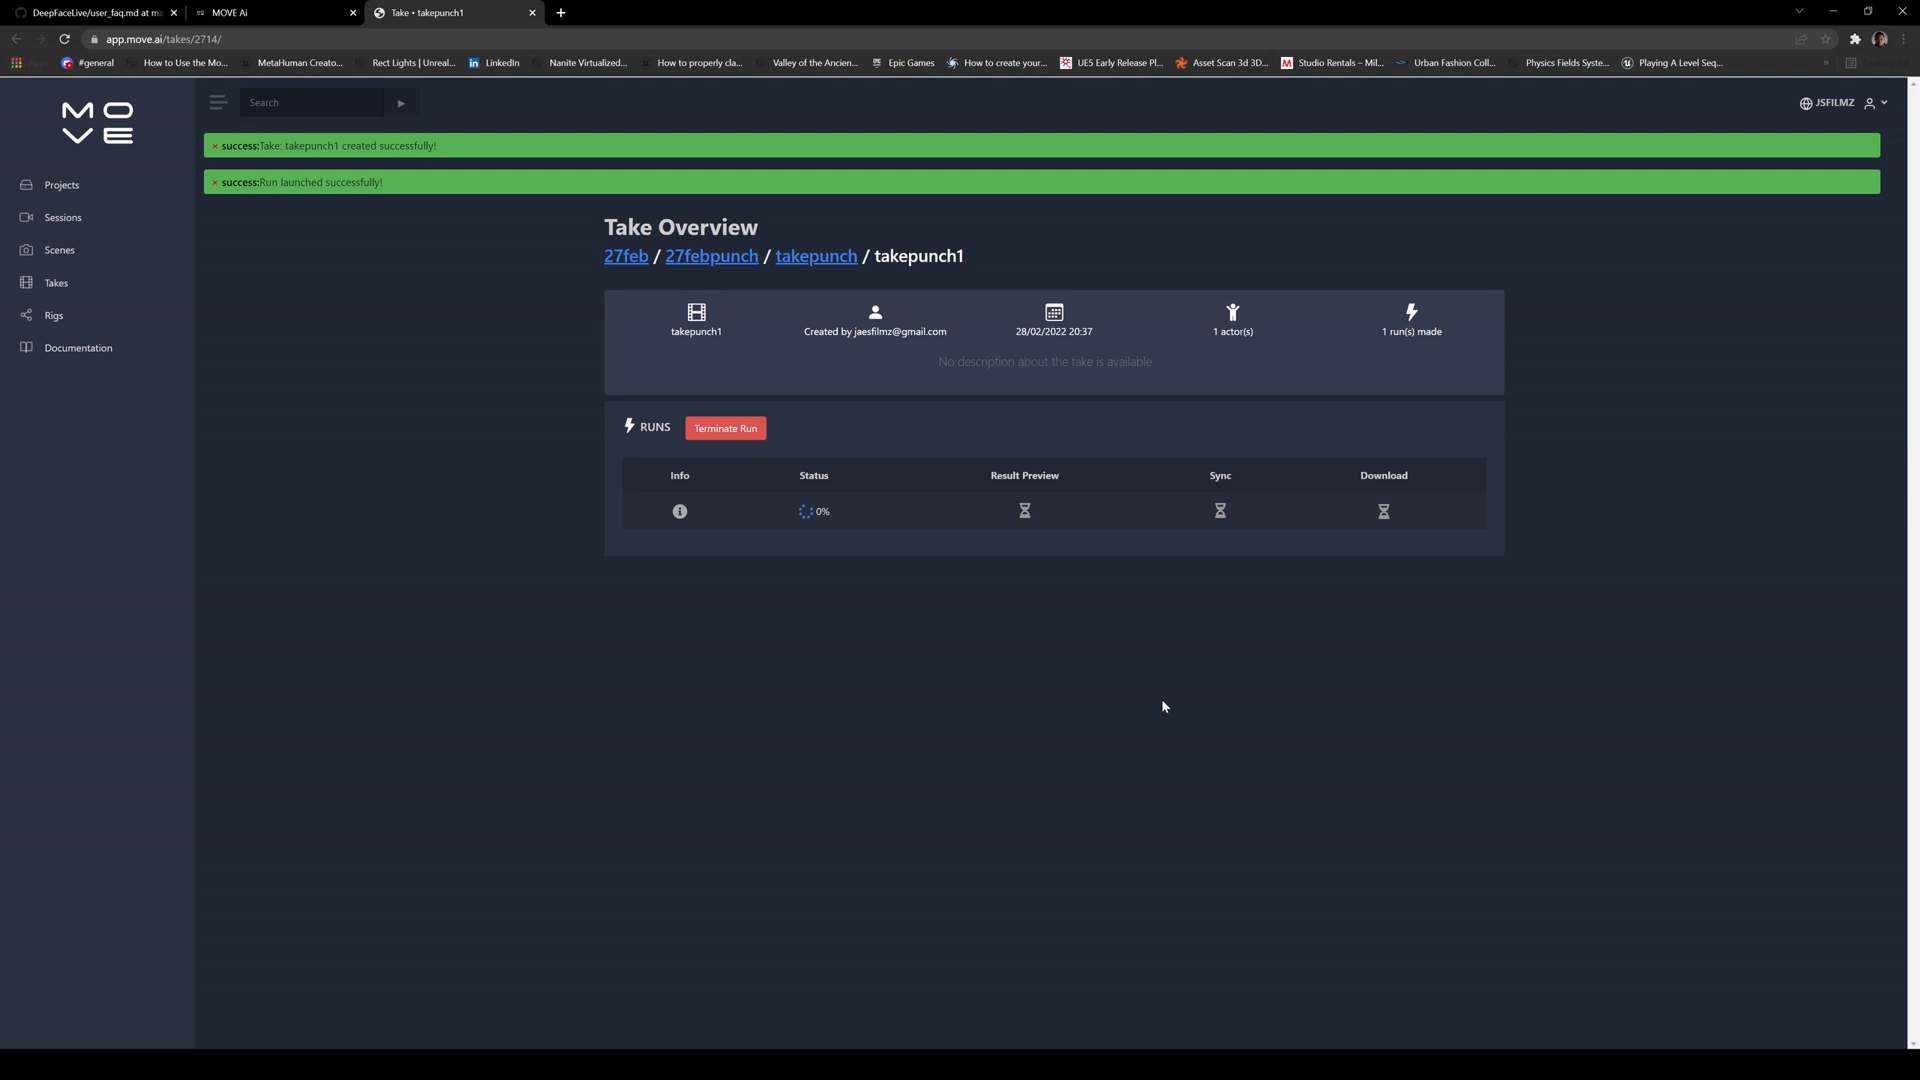 DeepFaceLive/user_faq.md at ma
MOVE Ai
Take • takepunch1
app.move.ai/takes/2714/
#general
How to Use the Mo...
MetaHuman Creato...
Rect Lights | Unreal...
LinkedIn
Nanite Virtualized...
How to properly cla...
Valley of the Ancien...
Epic Games
How to create your...
UE5 Early Release Pl...
Asset Scan 3d 3D...
Studio Rentals – Mil...
Urban Fashion Coll...
Physics Fields Syste...
Playing A Level Seq...
MOVE
Search
JSFILMZ
× success:Take: takepunch1 created successfully!
× success:Run launched successfully!
Projects
Sessions
Scenes
Takes
Rigs
Documentation
Take Overview
27feb / 27febpunch / takepunch / takepunch1
takepunch1
Created by jaesfilmz@gmail.com
28/02/2022 20:37
1 actor(s)
1 run(s) made
No description about the take is available
RUNS
Terminate Run
Info Status Result Preview Sync Download
0%